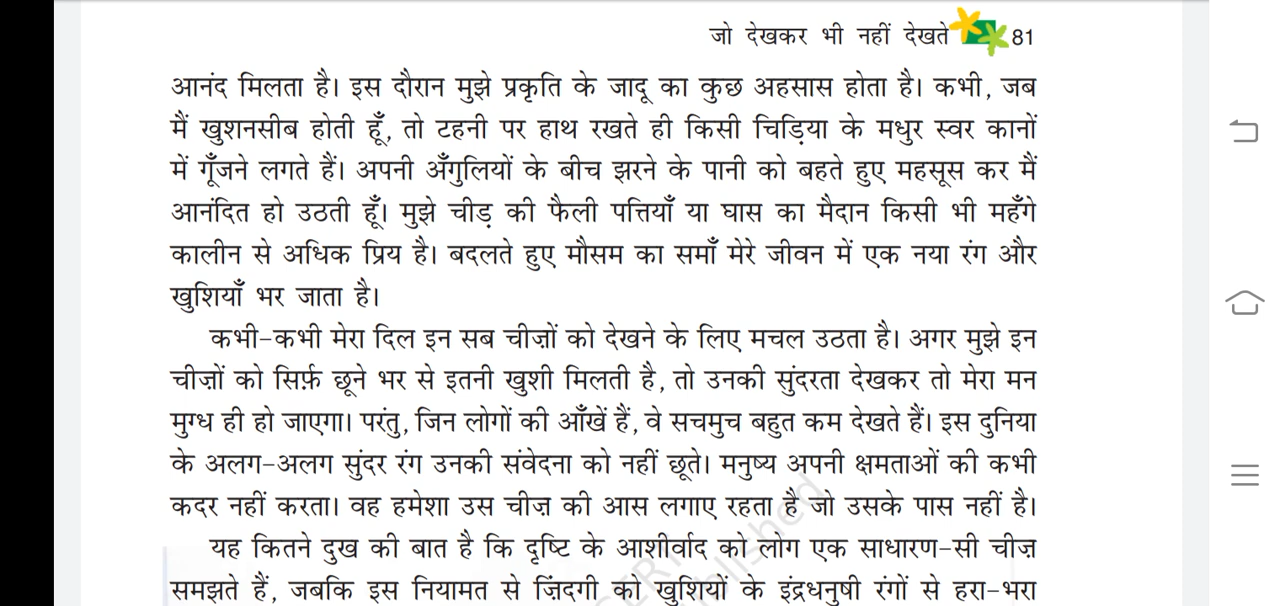 जो देखकर भी नहीं देखते 81
आनंद मिलता है। इस दौरान मुझे प्रकृति के जादू का कुछ अहसास होता है। कभी, जब
मैं खुशनसीब होती हूँ, तो टहनी पर हाथ रखते ही किसी चिड़िया के मधुर स्वर कानों
में गूँजने लगते हैं। अपनी अँगुलियों के बीच झरने के पानी को बहते हुए महसूस कर मैं
आनंदित हो उठती हूँ। मुझे चीड़ की फैली पत्तियाँ या घास का मैदान किसी भी महँगे
कालीन से अधिक प्रिय है। बदलते हुए मौसम का समाँ मेरे जीवन में एक नया रंग और
खुशियाँ भर जाता है।
कभी-कभी मेरा दिल इन सब चीज़ों को देखने के लिए मचल उठता है। अगर मुझे इन
चीज़ों को सिर्फ़ छूने भर से इतनी खुशी मिलती है, तो उनकी सुंदरता देखकर तो मेरा मन
मुग्ध ही हो जाएगा। परंतु, जिन लोगों की आँखें हैं, वे सचमुच बहुत कम देखते हैं। इस दुनिया
के अलग-अलग सुंदर रंग उनकी संवेदना को नहीं छूते। मनुष्य अपनी क्षमताओं की कभी
कदर नहीं करता। वह हमेशा उस चीज़ की आस लगाए रहता है जो उसके पास नहीं है।
यह कितने दुख की बात है कि दृष्टि के आशीर्वाद को लोग एक साधारण-सी चीज़
समझते हैं, जबकि इस नियामत से ज़िंदगी को खुशियों के इंद्रधनुषी रंगों से हरा-भरा